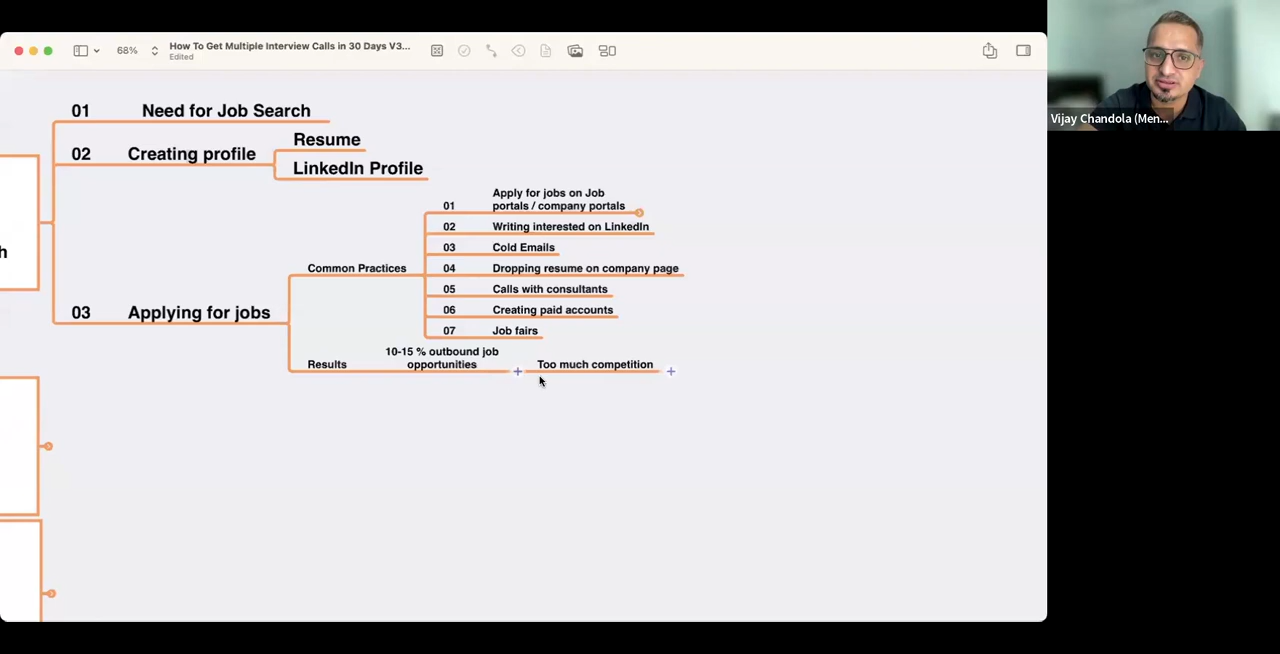 68%
How To Get Multiple Interview Calls in 30 Days V3...
Edited
Vijay Chandola (Men...
01 Need for Job Search
02 Creating profile
Resume
LinkedIn Profile
03 Applying for jobs
Common Practices
01 Apply for jobs on Job
portals / company portals
02 Writing interested on LinkedIn
03 Cold Emails
04 Dropping resume on company page
05 Calls with consultants
06 Creating paid accounts
07 Job fairs
Results
10-15 % outbound job
opportunities
Too much competition
h